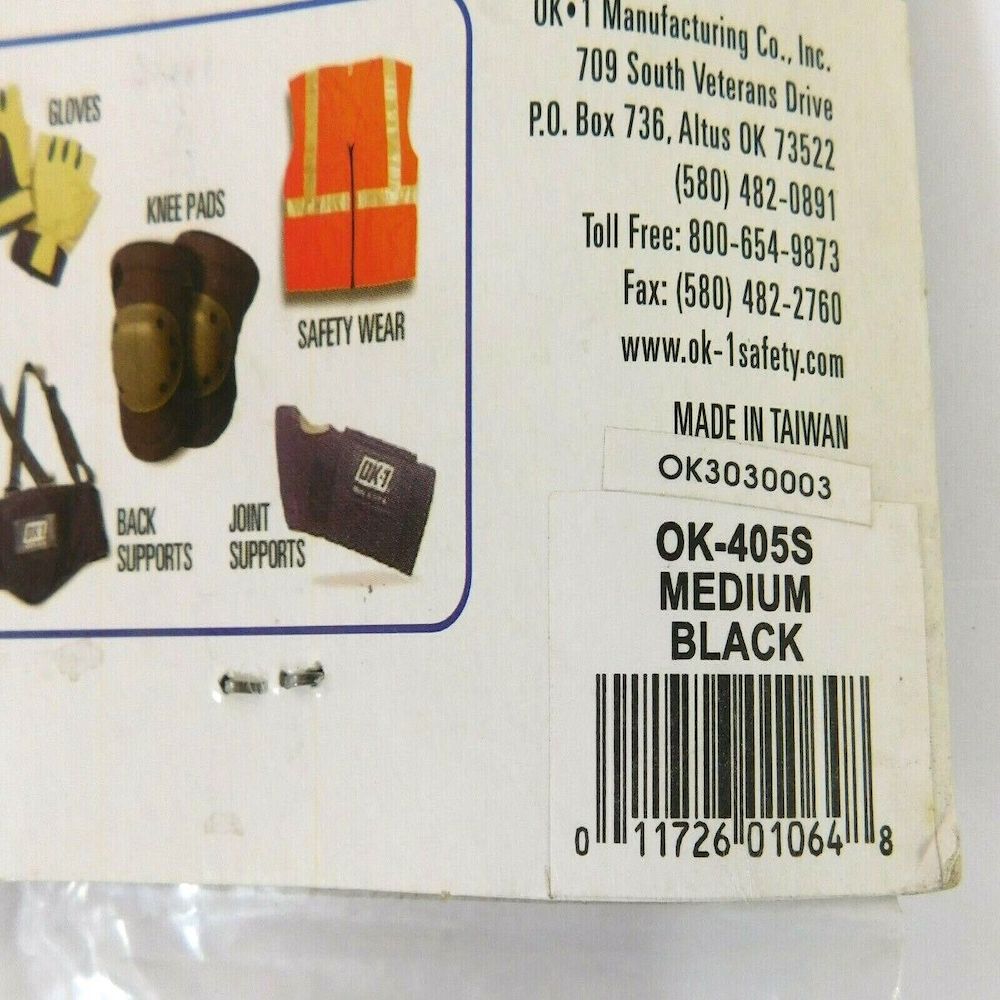 OK•1 Manufacturing Co., Inc.
709 South Veterans Drive
P.O. Box 736, Altus OK 73522
(580) 482-0891
Toll Free: 800-654-9873
Fax: (580) 482-2760
www.ok-1safety.com
MADE IN TAIWAN
OK3030003
OK-405S
MEDIUM
BLACK
0 11726 01064 8
GLOVES
KNEE PADS
SAFETY WEAR
BACK
SUPPORTS
JOINT
SUPPORTS
OK-1
OK-1